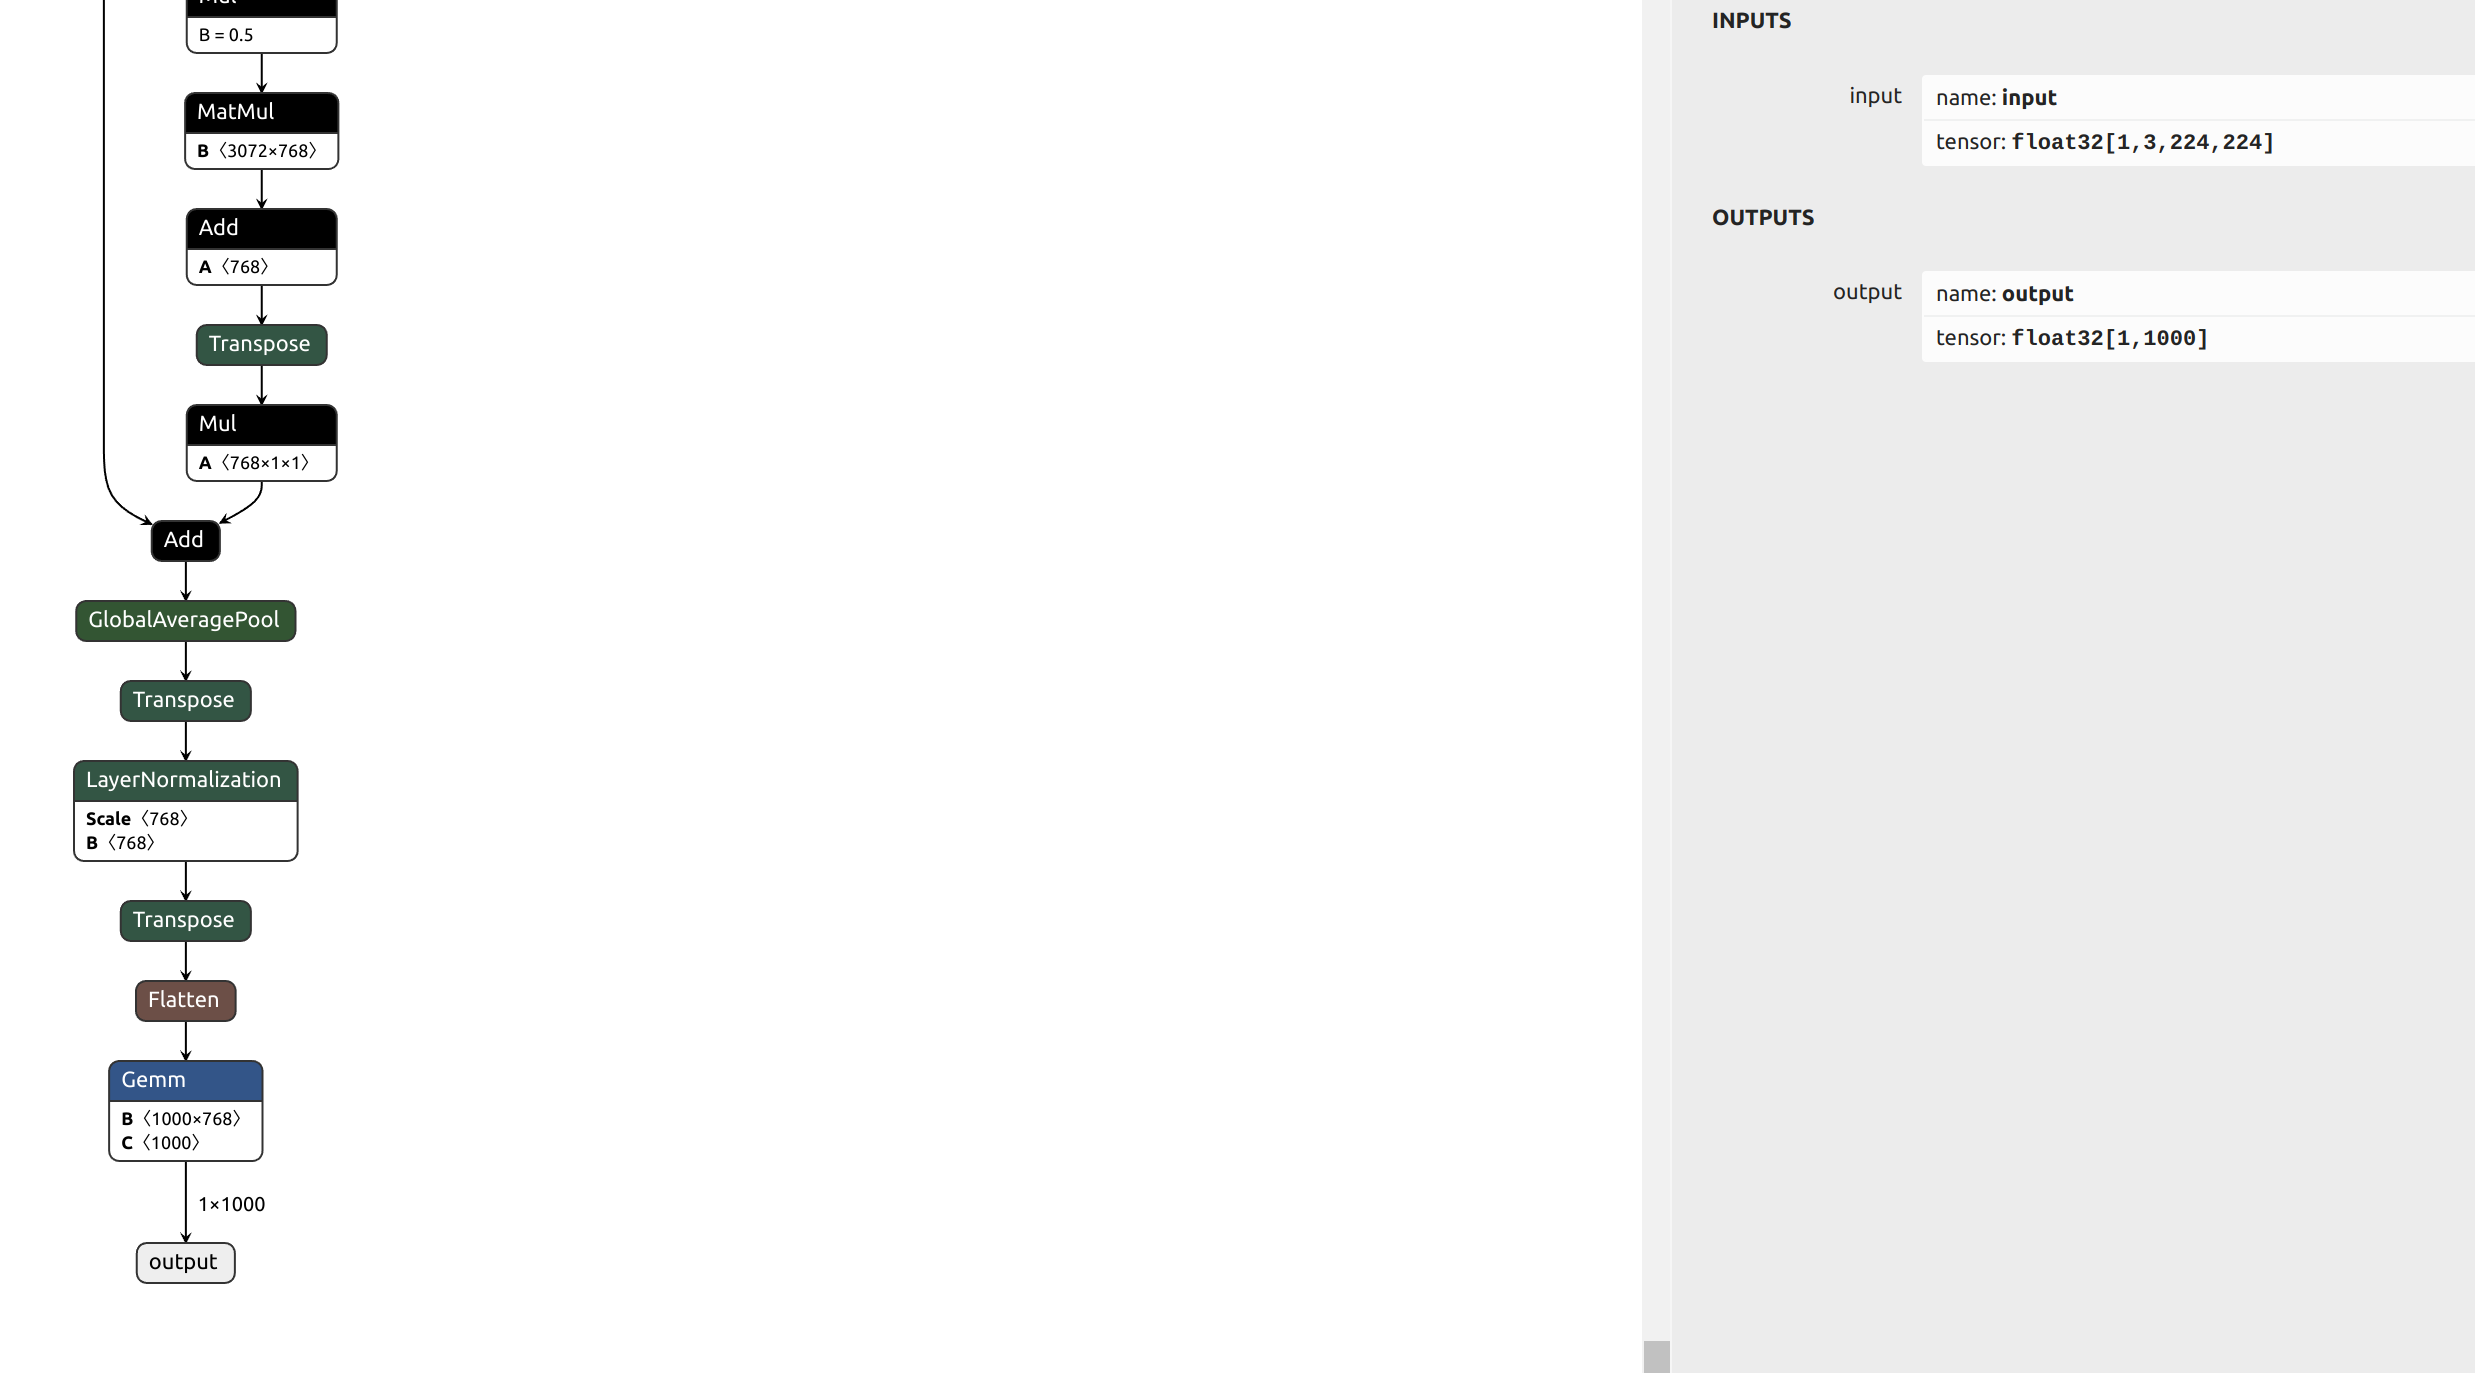 Mul
B = 0.5
MatMul
B 〈3072×768〉
Add
A 〈768〉
Transpose
Mul
A 〈768×1×1〉
Add
GlobalAveragePool
Transpose
LayerNormalization
Scale 〈768〉
B 〈768〉
Transpose
Flatten
Gemm
B 〈1000×768〉
C 〈1000〉
1×1000
output
INPUTS
input
name: input
tensor: float32[1,3,224,224]
OUTPUTS
output
name: output
tensor: float32[1,1000]